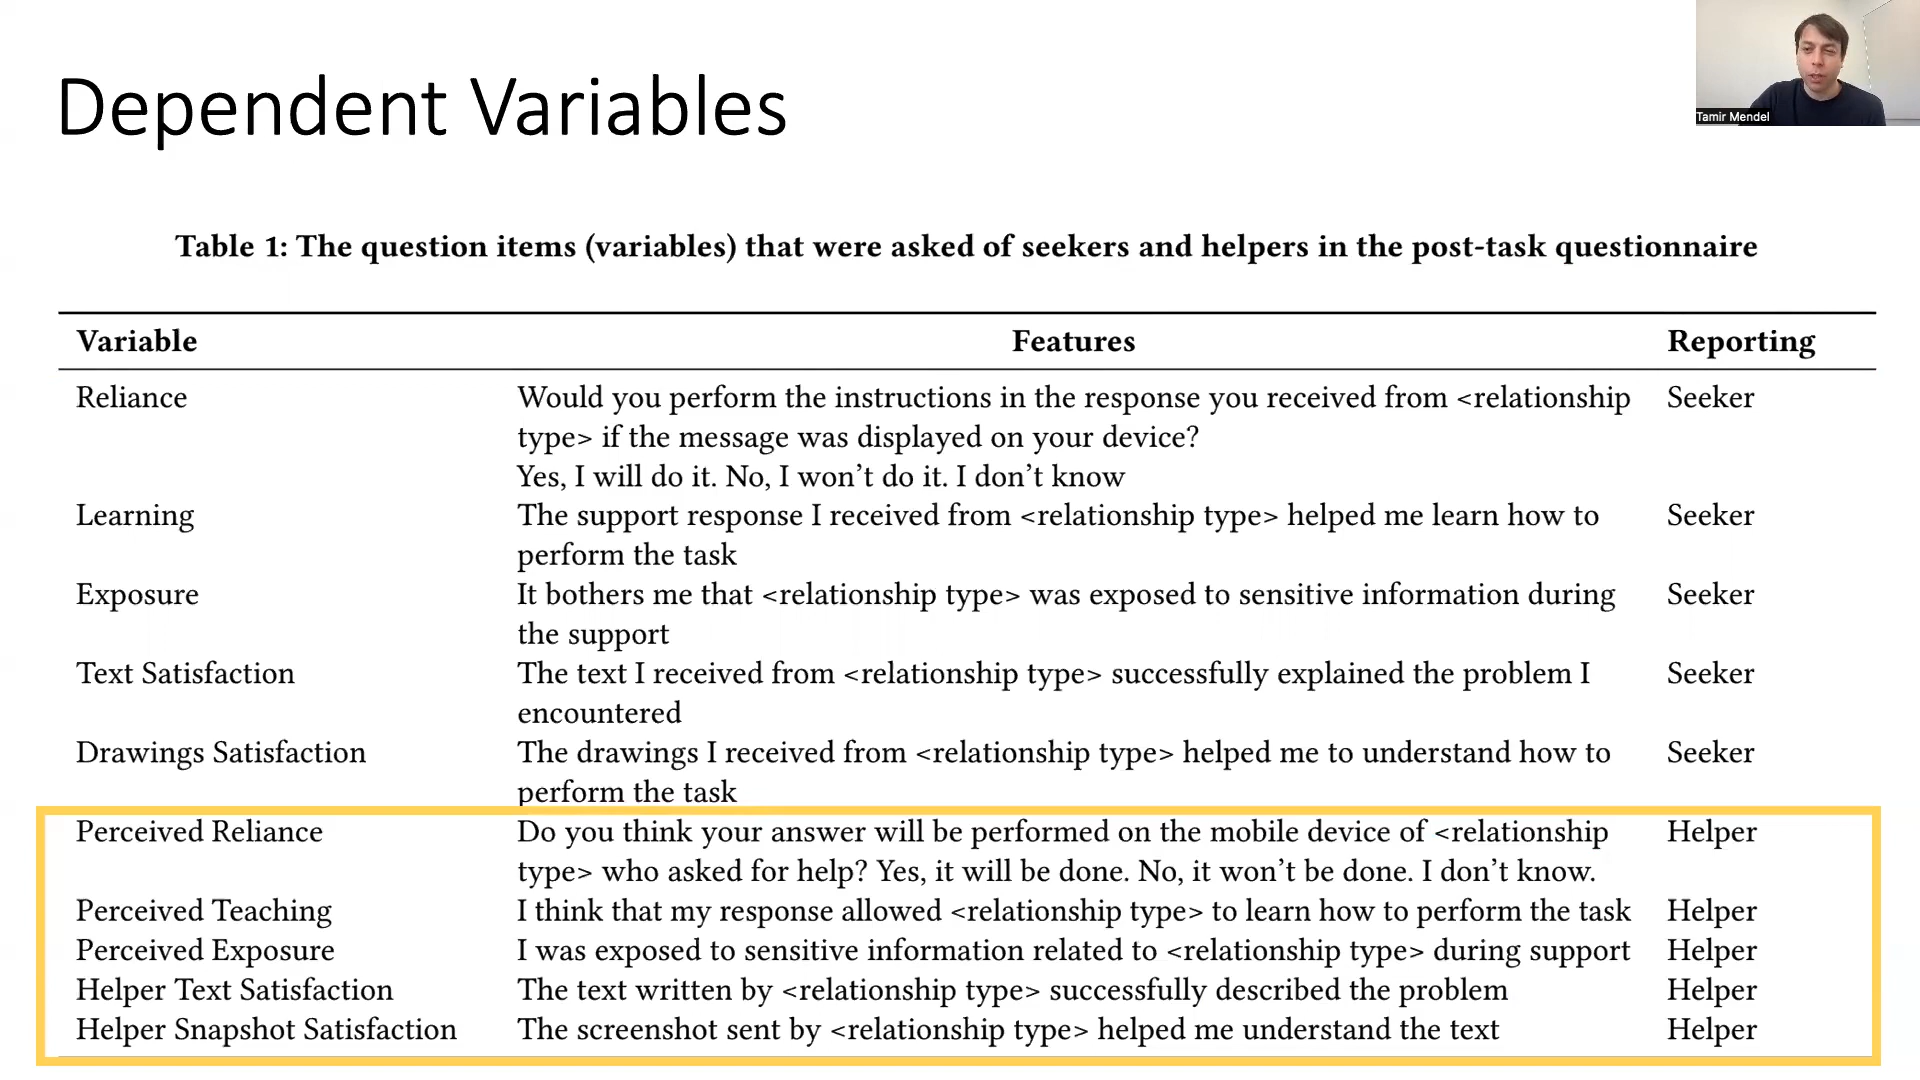 Dependent Variables
Tamir Mendel
Table 1: The question items (variables) that were asked of seekers and helpers in the post-task questionnaire
Variable Features Reporting
Reliance Would you perform the instructions in the response you received from <relationship Seeker
type> if the message was displayed on your device?
Yes, I will do it. No, I won’t do it. I don’t know
Learning The support response I received from <relationship type> helped me learn how to Seeker
perform the task
Exposure It bothers me that <relationship type> was exposed to sensitive information during Seeker
the support
Text Satisfaction The text I received from <relationship type> successfully explained the problem I Seeker
encountered
Drawings Satisfaction The drawings I received from <relationship type> helped me to understand how to Seeker
perform the task
Perceived Reliance Do you think your answer will be performed on the mobile device of <relationship Helper
type> who asked for help? Yes, it will be done. No, it won’t be done. I don’t know.
Perceived Teaching I think that my response allowed <relationship type> to learn how to perform the task Helper
Perceived Exposure I was exposed to sensitive information related to <relationship type> during support Helper
Helper Text Satisfaction The text written by <relationship type> successfully described the problem Helper
Helper Snapshot Satisfaction The screenshot sent by <relationship type> helped me understand the text Helper